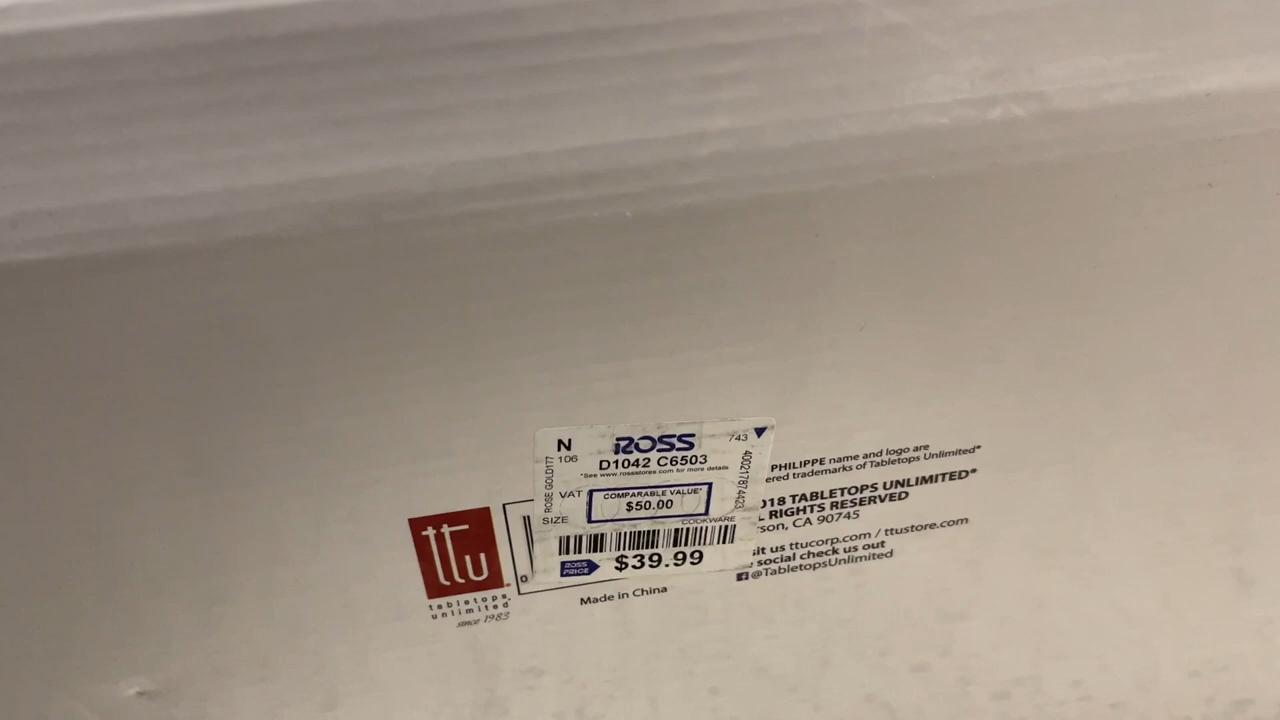 N
ROSS
743
106
D1042 C6503
*See www.rossstores.com for more details
ROSE GOLD177
400217874423
VAT
COMPARABLE VALUE*
$50.00
SIZE
COOKWARE
ROSS PRICE
$39.99
0
Made in China
ttu
tabletops
unlimited
since 1983
PHILIPPE name and logo are
ered trademarks of Tabletops Unlimited®
018 TABLETOPS UNLIMITED®
L RIGHTS RESERVED
rson, CA 90745
sit us ttucorp.com / ttustore.com
social check us out
@TabletopsUnlimited